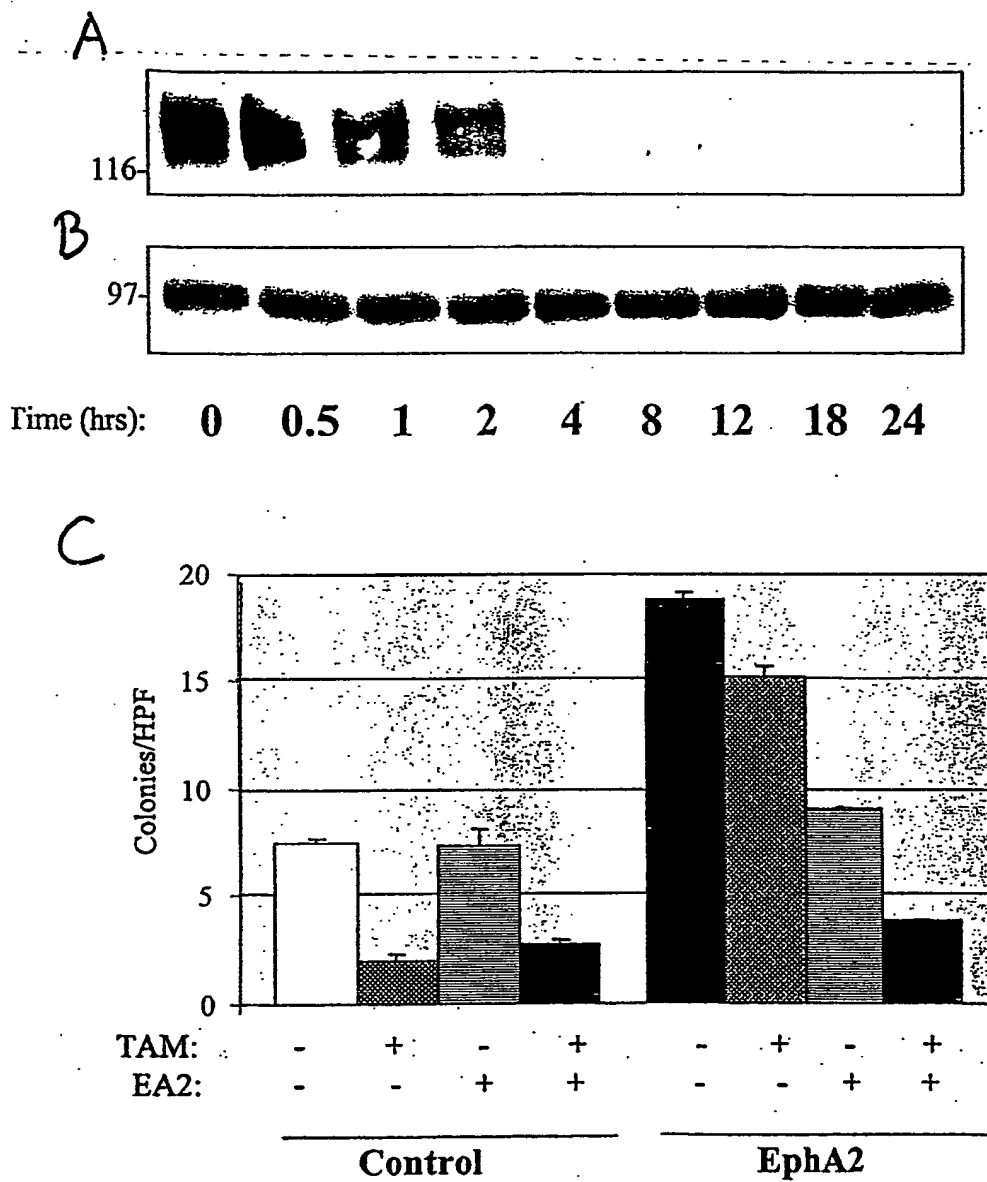 A
116-
B
97-
Time (hrs): 0 0.5 1 2 4 8 12 18 24
C
20
15
10
5
0
Colonies/HPF
TAM: - + - + - + - +
EA2: - - + + - - + +
Control EphA2